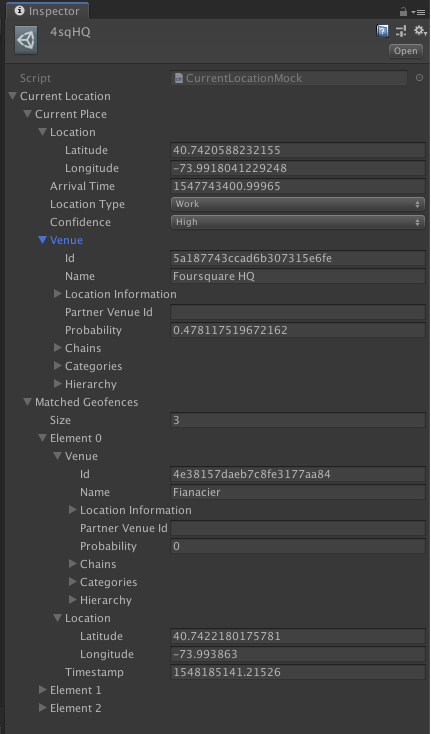 Inspector
4sqHQ
Open
Script CurrentLocationMock
Current Location
Current Place
Location
Latitude 40.7420588232155
Longitude -73.9918041229248
Arrival Time 1547743400.99965
Location Type Work
Confidence High
Venue
Id 5a187743ccad6b307315e6fe
Name Foursquare HQ
Location Information
Partner Venue Id
Probability 0.478117519672162
Chains
Categories
Hierarchy
Matched Geofences
Size 3
Element 0
Venue
Id 4e38157daeb7c8fe3177aa84
Name Fianacier
Location Information
Partner Venue Id
Probability 0
Chains
Categories
Hierarchy
Location
Latitude 40.7422180175781
Longitude -73.993863
Timestamp 1548185141.21526
Element 1
Element 2